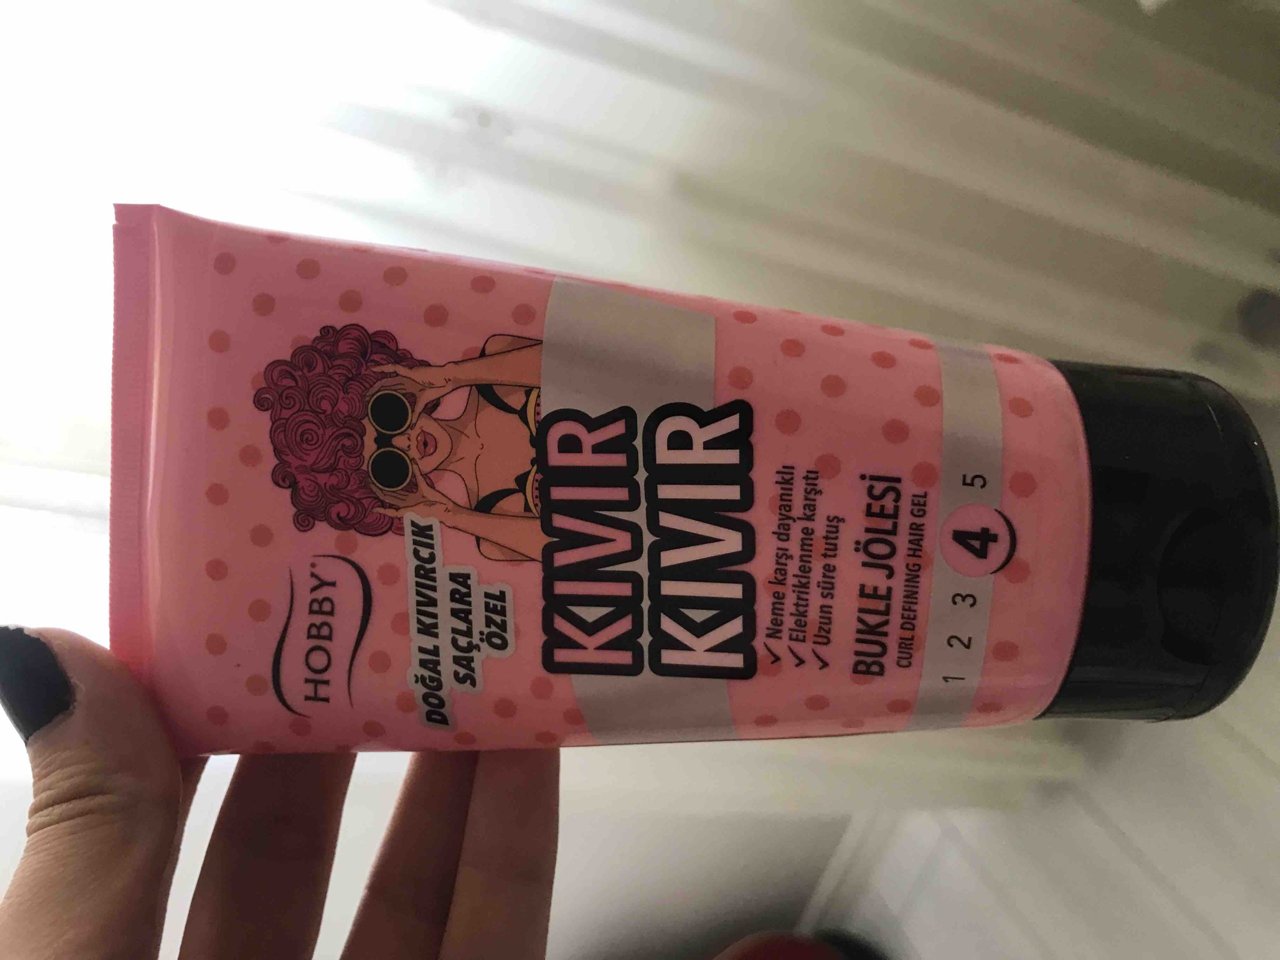 HOBBY®
DOĞAL KIVIRCIK
SAÇLARA
ÖZEL
KIVIR
KIVIR
✓ Neme karşı dayanıklı
✓ Elektriklenme karşıtı
✓ Uzun süre tutuş
BUKLE JÖLESİ
CURL DEFINING HAIR GEL
1 2 3 4 5